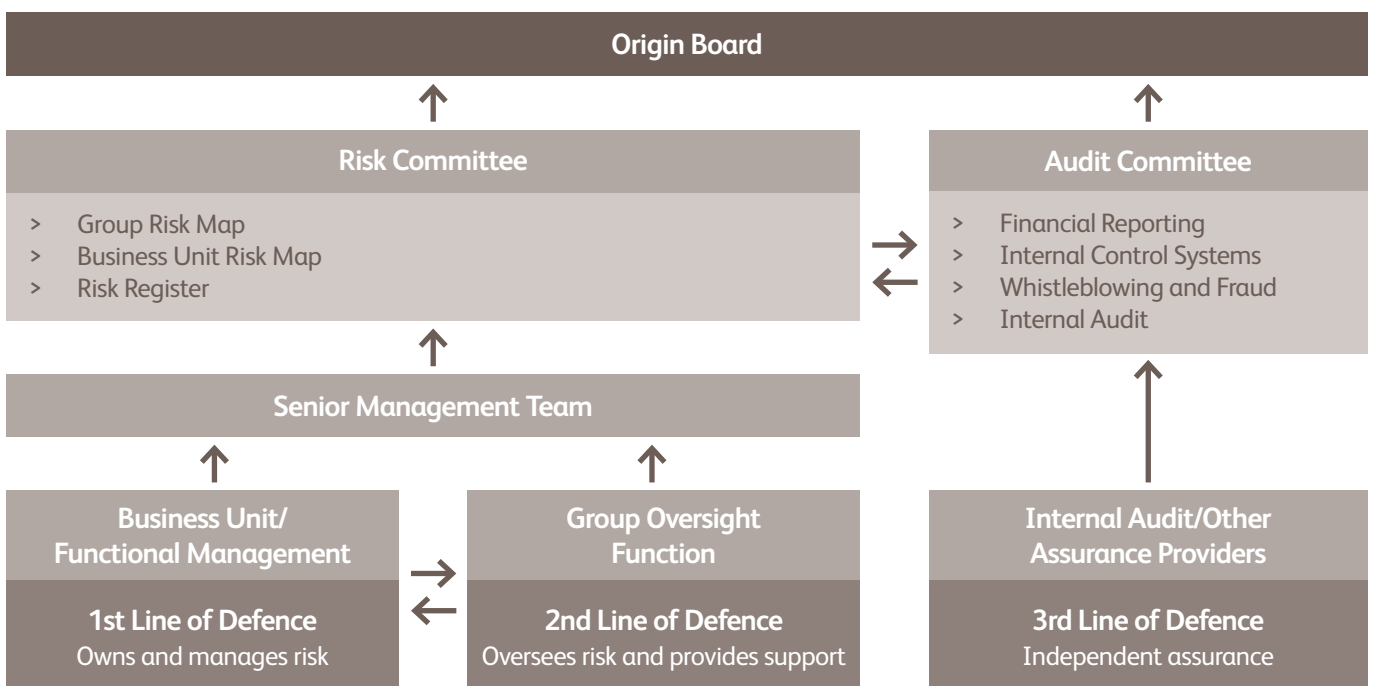 Origin Board
Risk Committee
> Group Risk Map
> Business Unit Risk Map
> Risk Register
Audit Committee
> Financial Reporting
> Internal Control Systems
> Whistleblowing and Fraud
> Internal Audit
Senior Management Team
Business Unit/
Functional Management
1st Line of Defence
Owns and manages risk
Group Oversight
Function
2nd Line of Defence
Oversees risk and provides support
Internal Audit/Other
Assurance Providers
3rd Line of Defence
Independent assurance